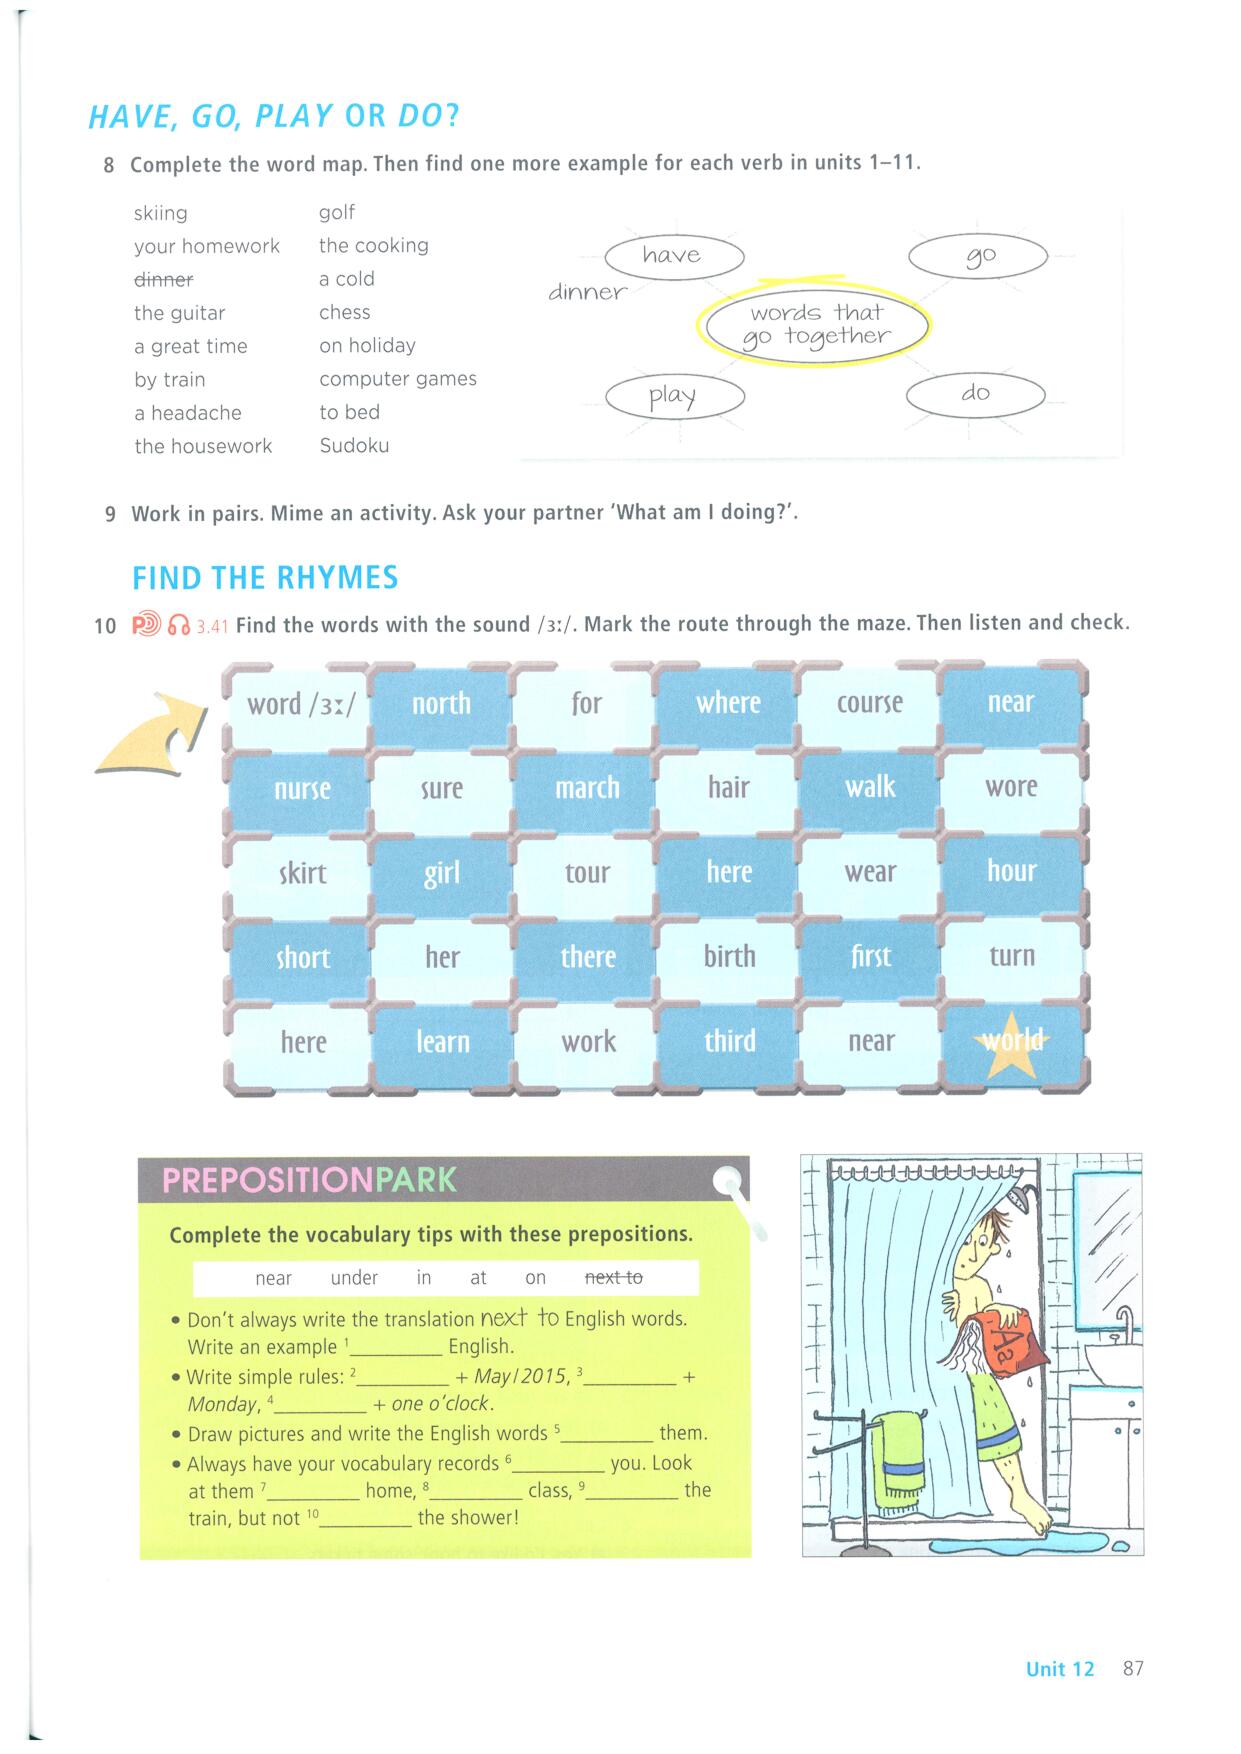 HAVE, GO, PLAY OR DO?
8 Complete the word map. Then find one more example for each verb in units 1–11.
skiing
your homework
dinner
the guitar
a great time
by train
a headache
the housework
golf
the cooking
a cold
chess
on holiday
computer games
to bed
Sudoku
have
go
dinner
words that
go together
play
do
9 Work in pairs. Mime an activity. Ask your partner ‘What am I doing?’.
FIND THE RHYMES
10 P 3.41 Find the words with the sound /ɜː/. Mark the route through the maze. Then listen and check.
word /ɜː/ north for where course near
nurse sure march hair walk wore
skirt girl tour here wear hour
short her there birth first turn
here learn work third near world
PREPOSITIONPARK
Complete the vocabulary tips with these prepositions.
near under in at on next to
• Don’t always write the translation next to English words.
Write an example 1_________ English.
• Write simple rules: 2_________ + May/2015, 3_________ +
Monday, 4_________ + one o’clock.
• Draw pictures and write the English words 5_________ them.
• Always have your vocabulary records 6_________ you. Look
at them 7_________ home, 8_________ class, 9_________ the
train, but not 10_________ the shower!
Aa
Unit 12 87